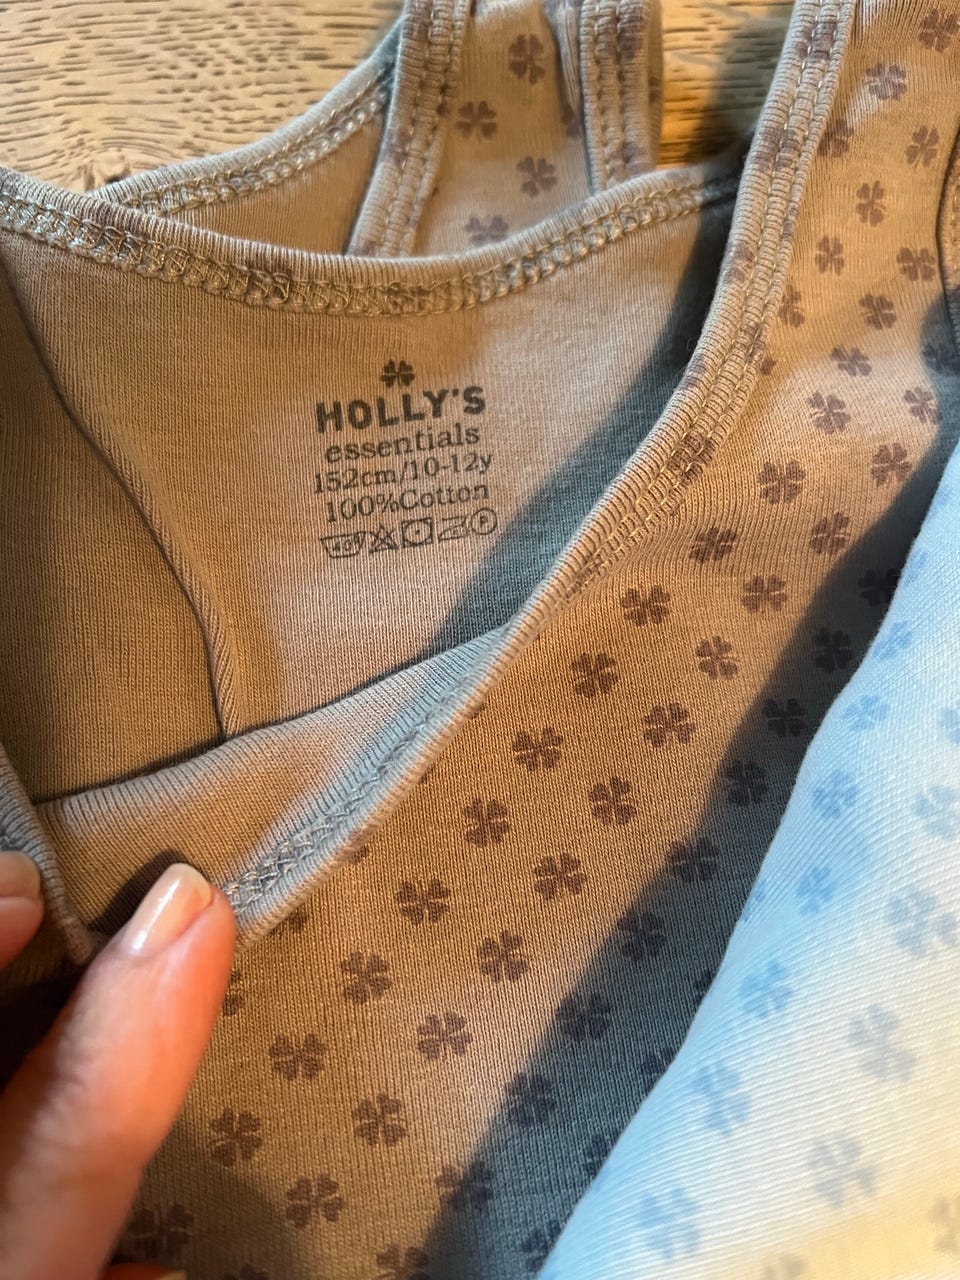 HOLLY'S
essentials
152cm/10-12y
100%Cotton